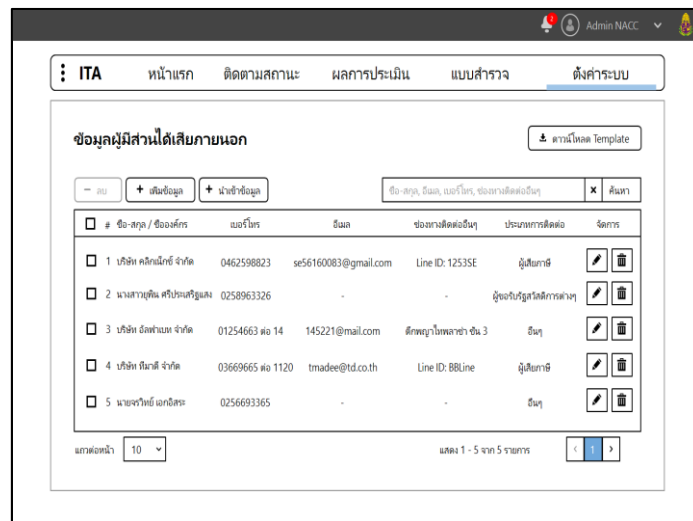 2
Admin NACC
ITA หน้าแรก ติดตามสถานะ ผลการประเมิน แบบสำรวจ ตั้งค่าระบบ
ข้อมูลผู้มีส่วนได้เสียภายนอก
ดาวน์โหลด Template
ลบ + เพิ่มข้อมูล + นำเข้าข้อมูล ชื่อ-สกุล, อีเมล, เบอร์โทร, ช่องทางติดต่ออื่นๆ x ค้นหา
# ชื่อ-สกุล / ชื่อองค์กร เบอร์โทร อีเมล ช่องทางติดต่ออื่นๆ ประเภทการติดต่อ จัดการ
1 บริษัท คลิกเน็กซ์ จำกัด 0462598823 se56160083@gmail.com Line ID: 1253SE ผู้เสียภาษี
2 นางสาวยุพิน ศรีประเสริฐแสง 0258963326 - - ผู้ขอรับรัฐสวัสดิการต่างๆ
3 บริษัท อัลฟาเบท จำกัด 01254663 ต่อ 14 145221@mail.com ตึกพญาไทพลาซ่า ชั้น 3 อื่นๆ
4 บริษัท ทีมาดี จำกัด 03669665 ต่อ 1120 tmadee@td.co.th Line ID: BBLine ผู้เสียภาษี
5 นายจรวิทย์ เอกอิสระ 0256693365 - - อื่นๆ
แถวต่อหน้า 10 แสดง 1 - 5 จาก 5 รายการ < 1 >